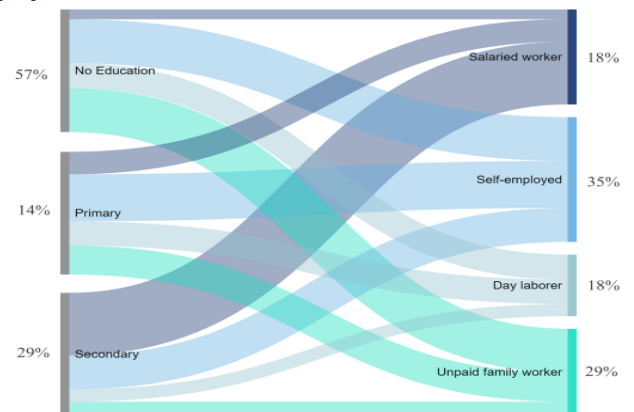 Salaried worker 18%
57% No Education
Self-employed 35%
14% Primary
Day laborer 18%
29% Secondary
Unpaid family worker 29%